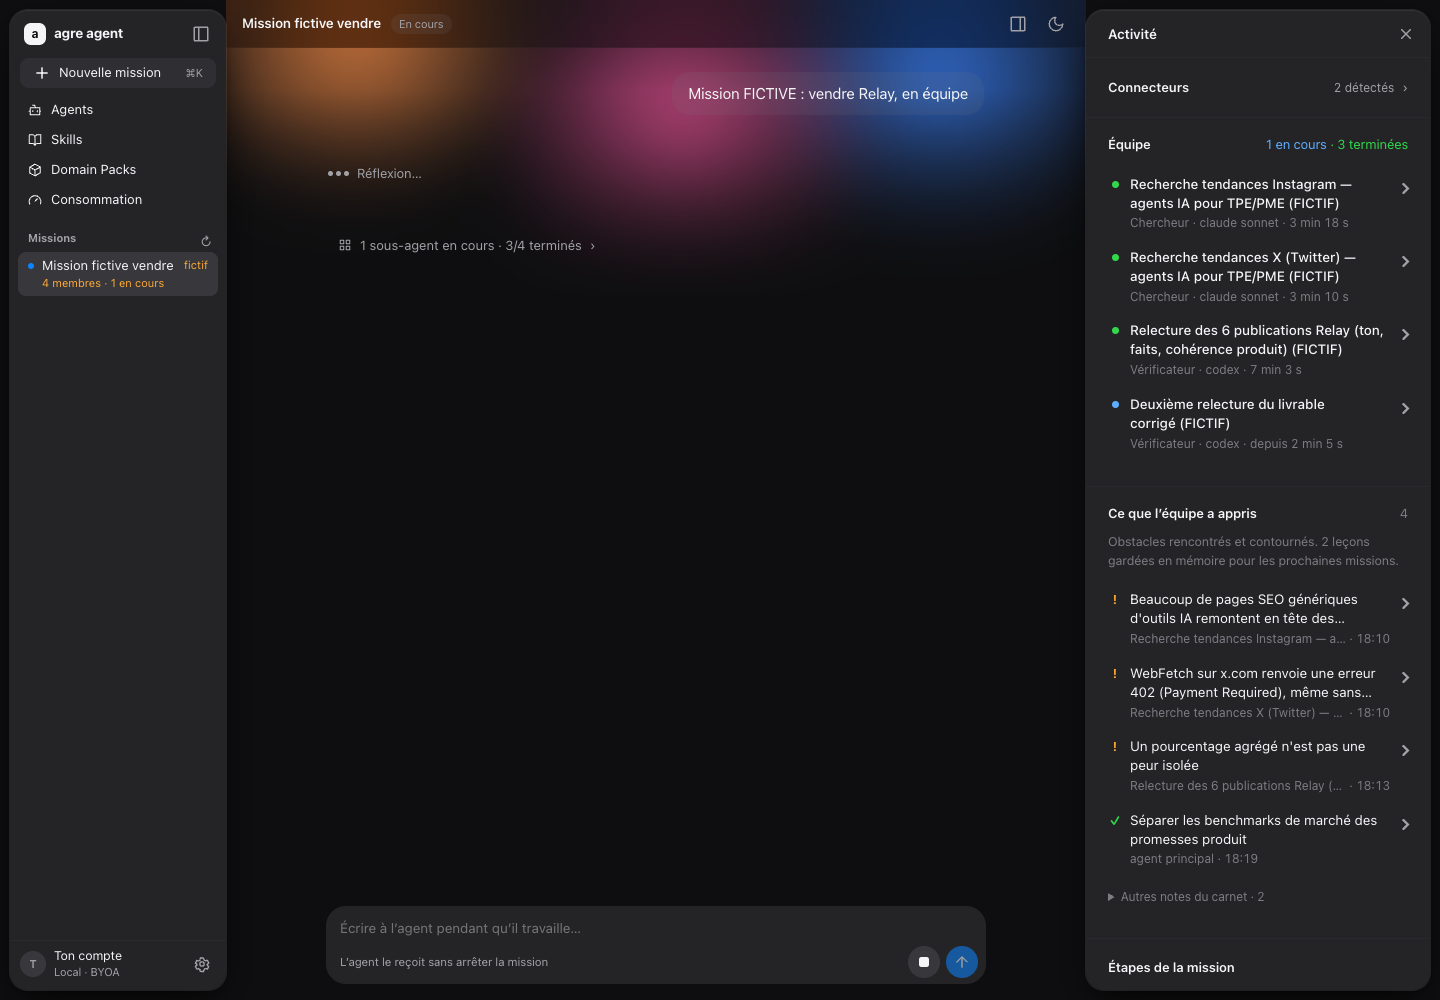 a agre agent
Nouvelle mission ⌘K
Agents
Skills
Domain Packs
Consommation
Missions
Mission fictive vendre fictif
4 membres · 1 en cours
T
Ton compte
Local · BYOA
Mission fictive vendre En cours
Mission FICTIVE : vendre Relay, en équipe
Réflexion…
1 sous-agent en cours · 3/4 terminés ›
Écrire à l’agent pendant qu’il travaille…
L’agent le reçoit sans arrêter la mission
Activité
Connecteurs 2 détectés ›
Équipe 1 en cours · 3 terminées
Recherche tendances Instagram —
agents IA pour TPE/PME (FICTIF)
Chercheur · claude sonnet · 3 min 18 s
Recherche tendances X (Twitter) —
agents IA pour TPE/PME (FICTIF)
Chercheur · claude sonnet · 3 min 10 s
Relecture des 6 publications Relay (ton,
faits, cohérence produit) (FICTIF)
Vérificateur · codex · 7 min 3 s
Deuxième relecture du livrable
corrigé (FICTIF)
Vérificateur · codex · depuis 2 min 5 s
Ce que l’équipe a appris 4
Obstacles rencontrés et contournés. 2 leçons
gardées en mémoire pour les prochaines missions.
! Beaucoup de pages SEO génériques
d'outils IA remontent en tête des…
Recherche tendances Instagram — a… · 18:10
! WebFetch sur x.com renvoie une erreur
402 (Payment Required), même sans…
Recherche tendances X (Twitter) — … · 18:10
! Un pourcentage agrégé n'est pas une
peur isolée
Relecture des 6 publications Relay (… · 18:13
Séparer les benchmarks de marché des
promesses produit
agent principal · 18:19
Autres notes du carnet · 2
Étapes de la mission